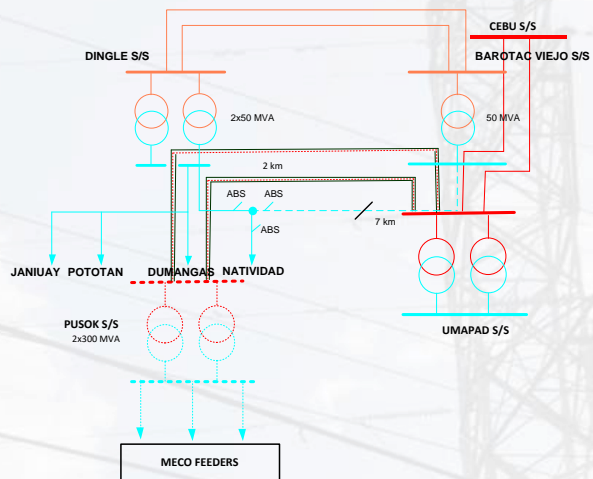 CEBU S/S
DINGLE S/S
BAROTAC VIEJO S/S
2x50 MVA
50 MVA
2 km
ABS
ABS
7 km
ABS
JANIUAY
POTOTAN
DUMANGAS
NATIVIDAD
PUSOK S/S
2x300 MVA
UMAPAD S/S
MECO FEEDERS